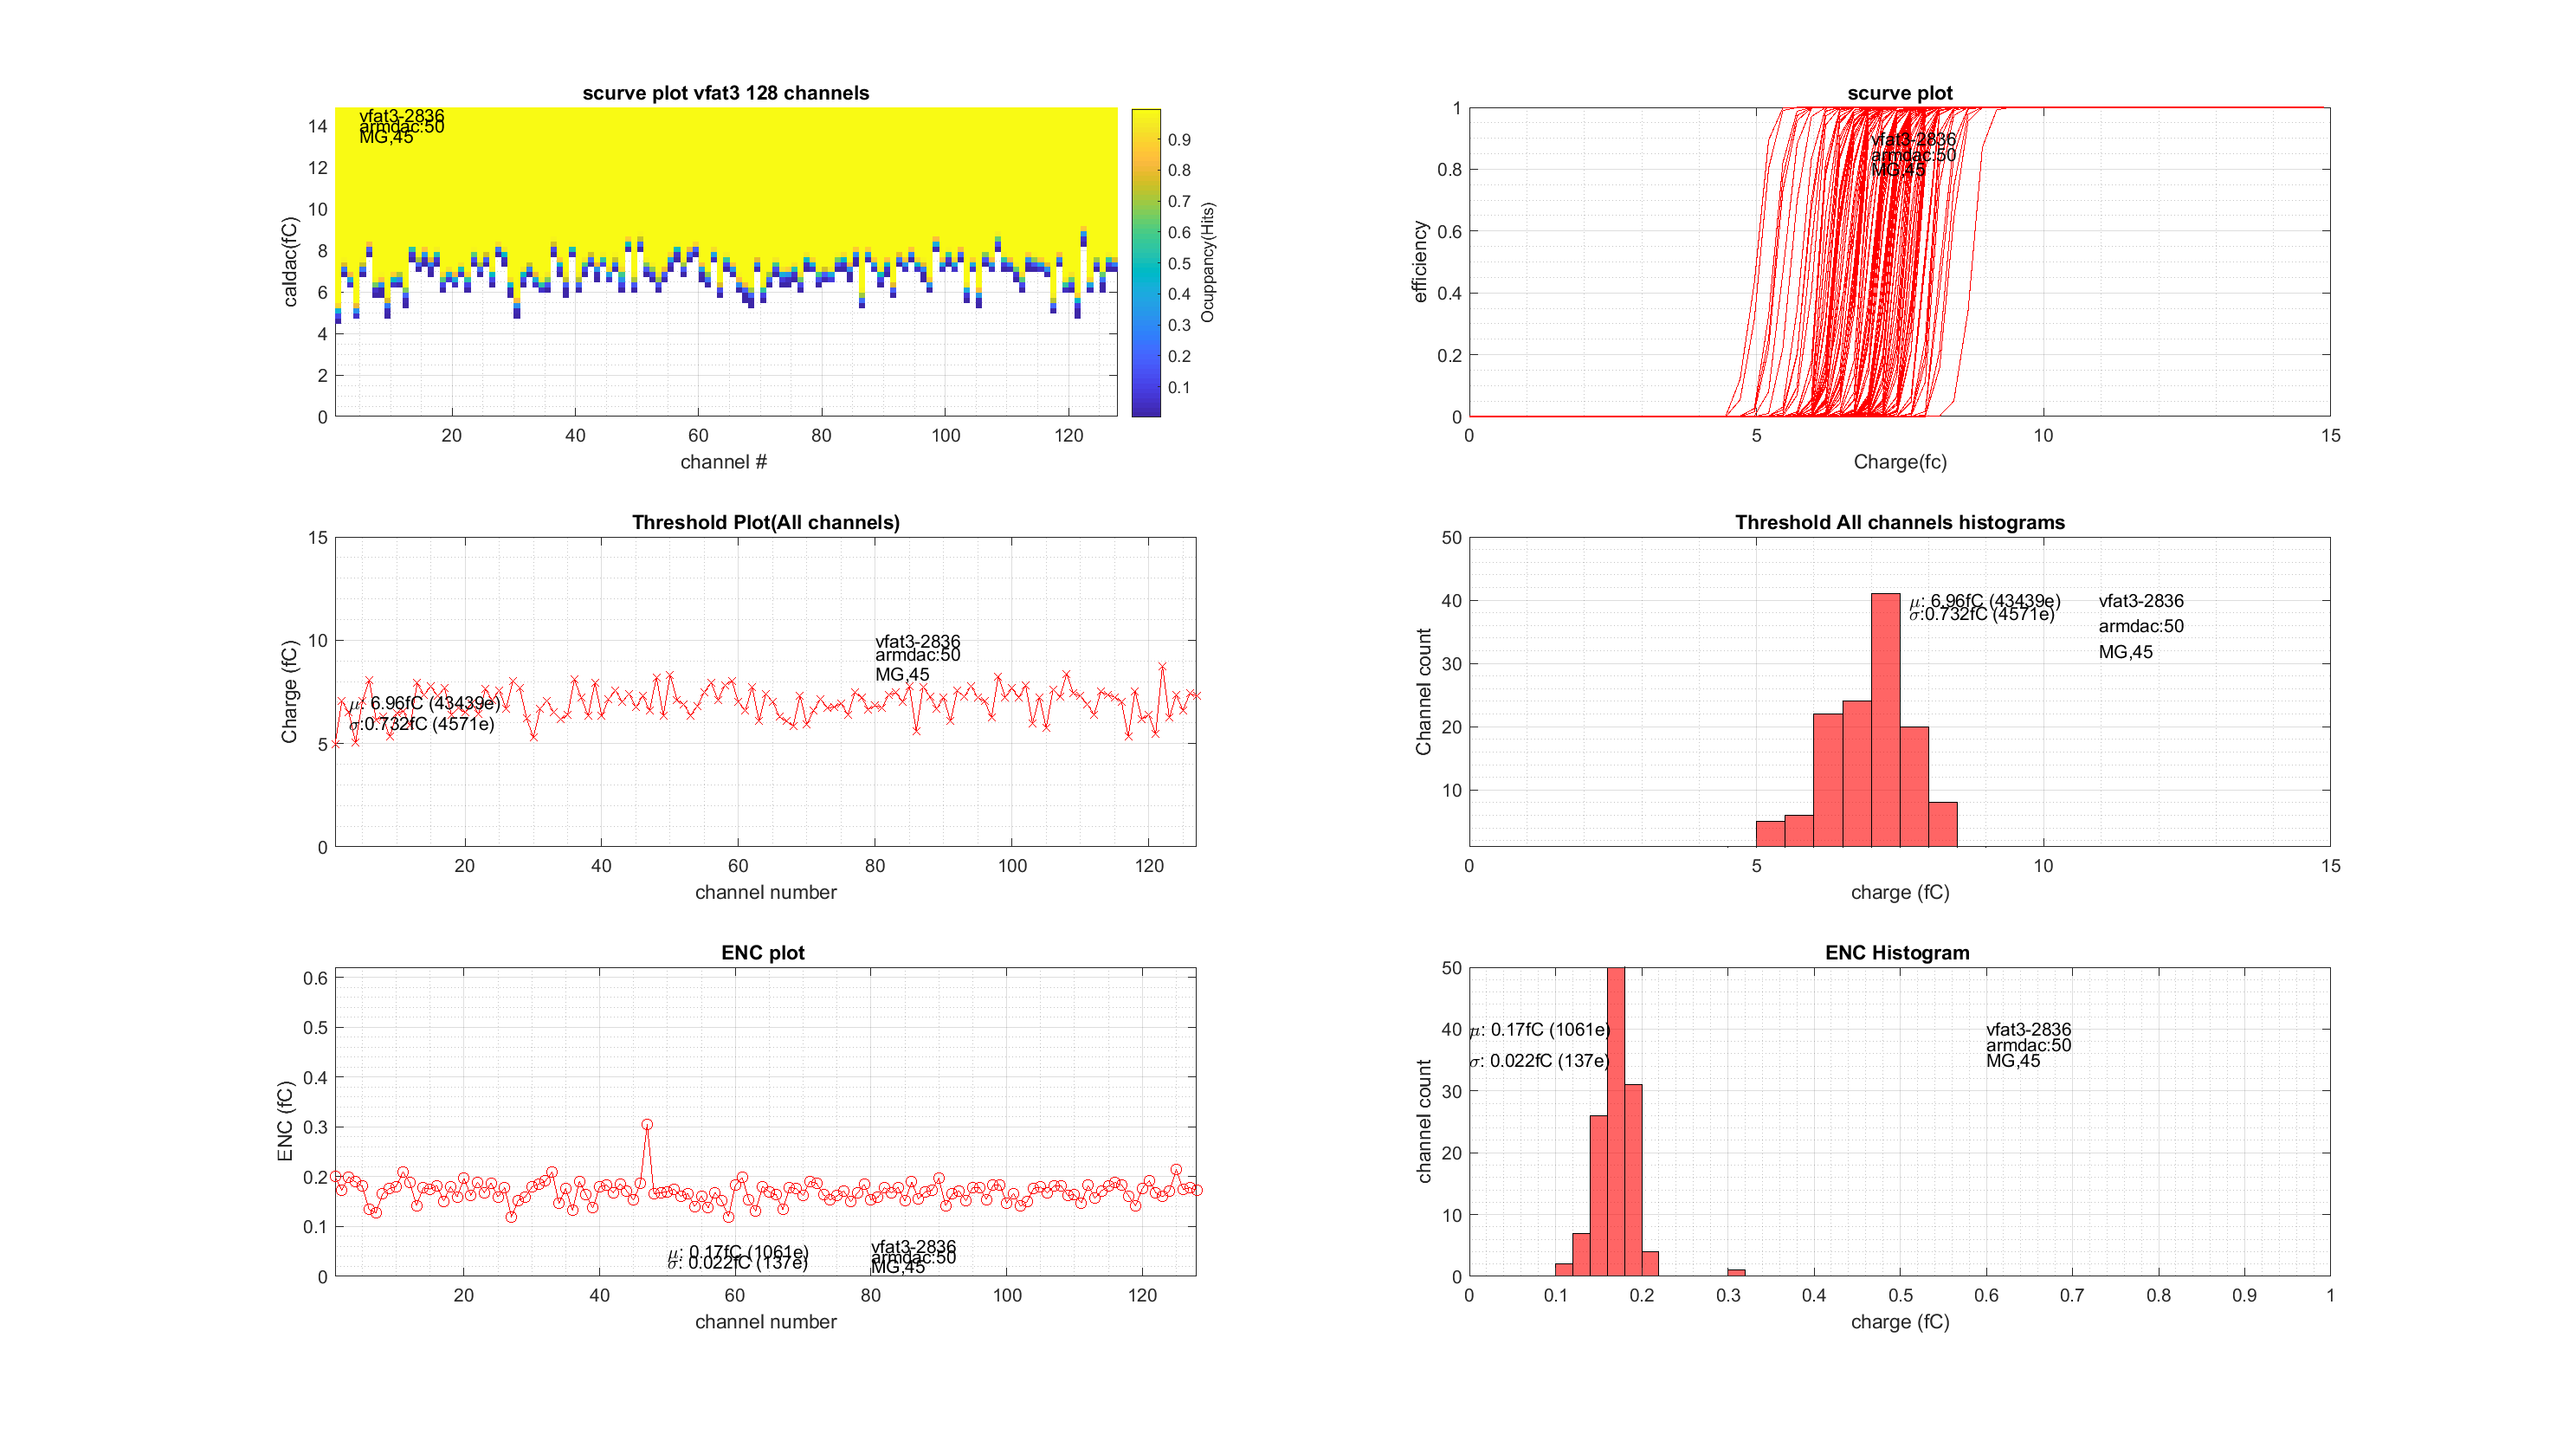 scurve plot vfat3 128 channels
vfat3-2836
armdac:50
MG,45
caldac(fC)
14
12
10
8
6
4
2
0
20
40
60
80
100
120
channel #
0.9
0.8
0.7
0.6
0.5
0.4
0.3
0.2
0.1
Ocuppancy(Hits)
scurve plot
vfat3-2836
armdac:50
MG,45
efficiency
1
0.8
0.6
0.4
0.2
0
0
5
10
15
Charge(fc)
Threshold Plot(All channels)
vfat3-2836
armdac:50
MG,45
μ: 6.96fC (43439e)
σ:0.732fC (4571e)
Charge (fC)
15
10
5
0
20
40
60
80
100
120
channel number
Threshold All channels histograms
μ: 6.96fC (43439e)
σ:0.732fC (4571e)
vfat3-2836
armdac:50
MG,45
Channel count
50
40
30
20
10
0
5
10
15
charge (fC)
ENC plot
ENC (fC)
0.6
0.5
0.4
0.3
0.2
0.1
0
μ: 0.17fC (1061e)
σ: 0.022fC (137e)
vfat3-2836
armdac:50
MG,45
20
40
60
80
100
120
channel number
ENC Histogram
μ: 0.17fC (1061e)
σ: 0.022fC (137e)
vfat3-2836
armdac:50
MG,45
channel count
50
40
30
20
10
0
0
0.1
0.2
0.3
0.4
0.5
0.6
0.7
0.8
0.9
1
charge (fC)